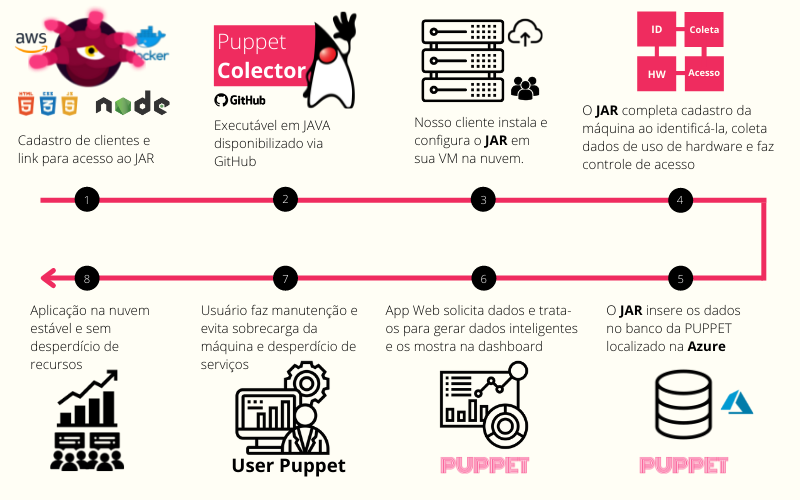 aws
docker
HTML
CSS
JS
node
Cadastro de clientes e
link para acesso ao JAR
Puppet
Colector
GitHub
Executável em JAVA
disponibilizado via
GitHub
Nosso cliente instala e
configura o JAR em
sua VM na nuvem.
ID
Coleta
HW
Acesso
O JAR completa cadastro da
máquina ao identificá-la, coleta
dados de uso de hardware e faz
controle de acesso
1
2
3
4
8
7
6
5
Aplicação na nuvem
estável e sem
desperdício de
recursos
Usuário faz manutenção e
evita sobrecarga da
máquina e desperdício de
serviços
User Puppet
App Web solicita dados e trata-
os para gerar dados inteligentes
e os mostra na dashboard
PUPPET
O JAR insere os dados
no banco da PUPPET
localizado na Azure
PUPPET